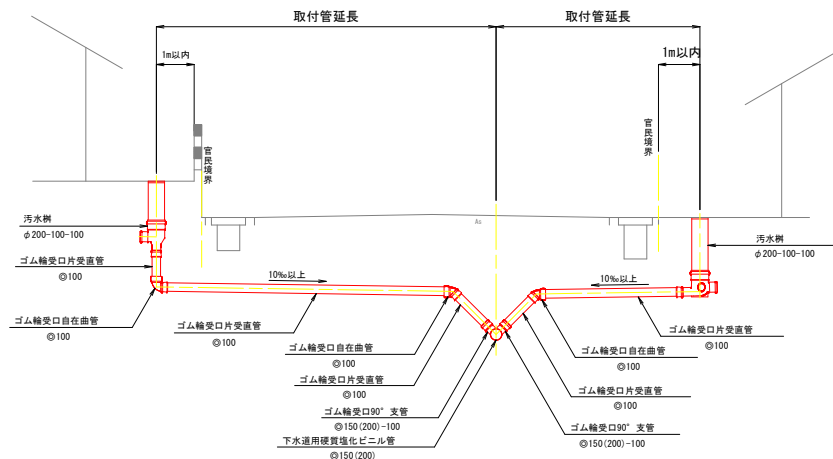 取付管延長
取付管延長
1m以内
1m以内
官民境界
官民境界
As
汚水桝
φ200-100-100
汚水桝
φ200-100-100
ゴム輪受口片受直管
◎100
10‰以上
10‰以上
ゴム輪受口自在曲管
◎100
ゴム輪受口片受直管
◎100
ゴム輪受口片受直管
◎100
ゴム輪受口自在曲管
◎100
ゴム輪受口自在曲管
◎100
ゴム輪受口片受直管
◎100
ゴム輪受口片受直管
◎100
ゴム輪受口90°支管
◎150(200)-100
ゴム輪受口90°支管
◎150(200)-100
下水道用硬質塩化ビニル管
◎150(200)